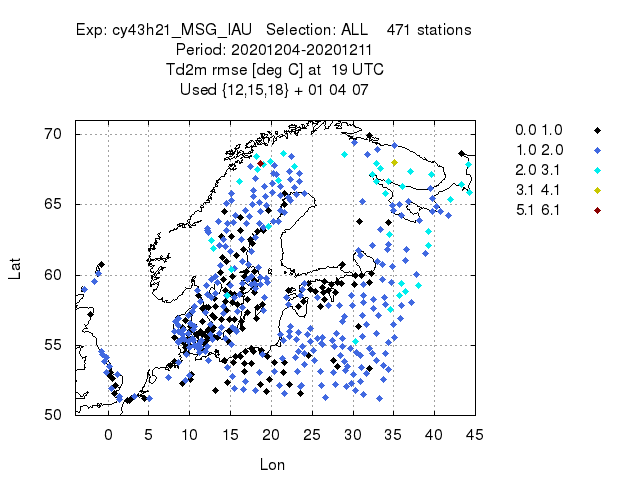 Exp: cy43h21_MSG_IAU Selection: ALL 471 stations
Period: 20201204-20201211
Td2m rmse [deg C] at 19 UTC
Used {12,15,18} + 01 04 07
70
65
60
55
50
Lat
0 5 10 15 20 25 30 35 40 45
Lon
0.0 1.0
1.0 2.0
2.0 3.1
3.1 4.1
5.1 6.1